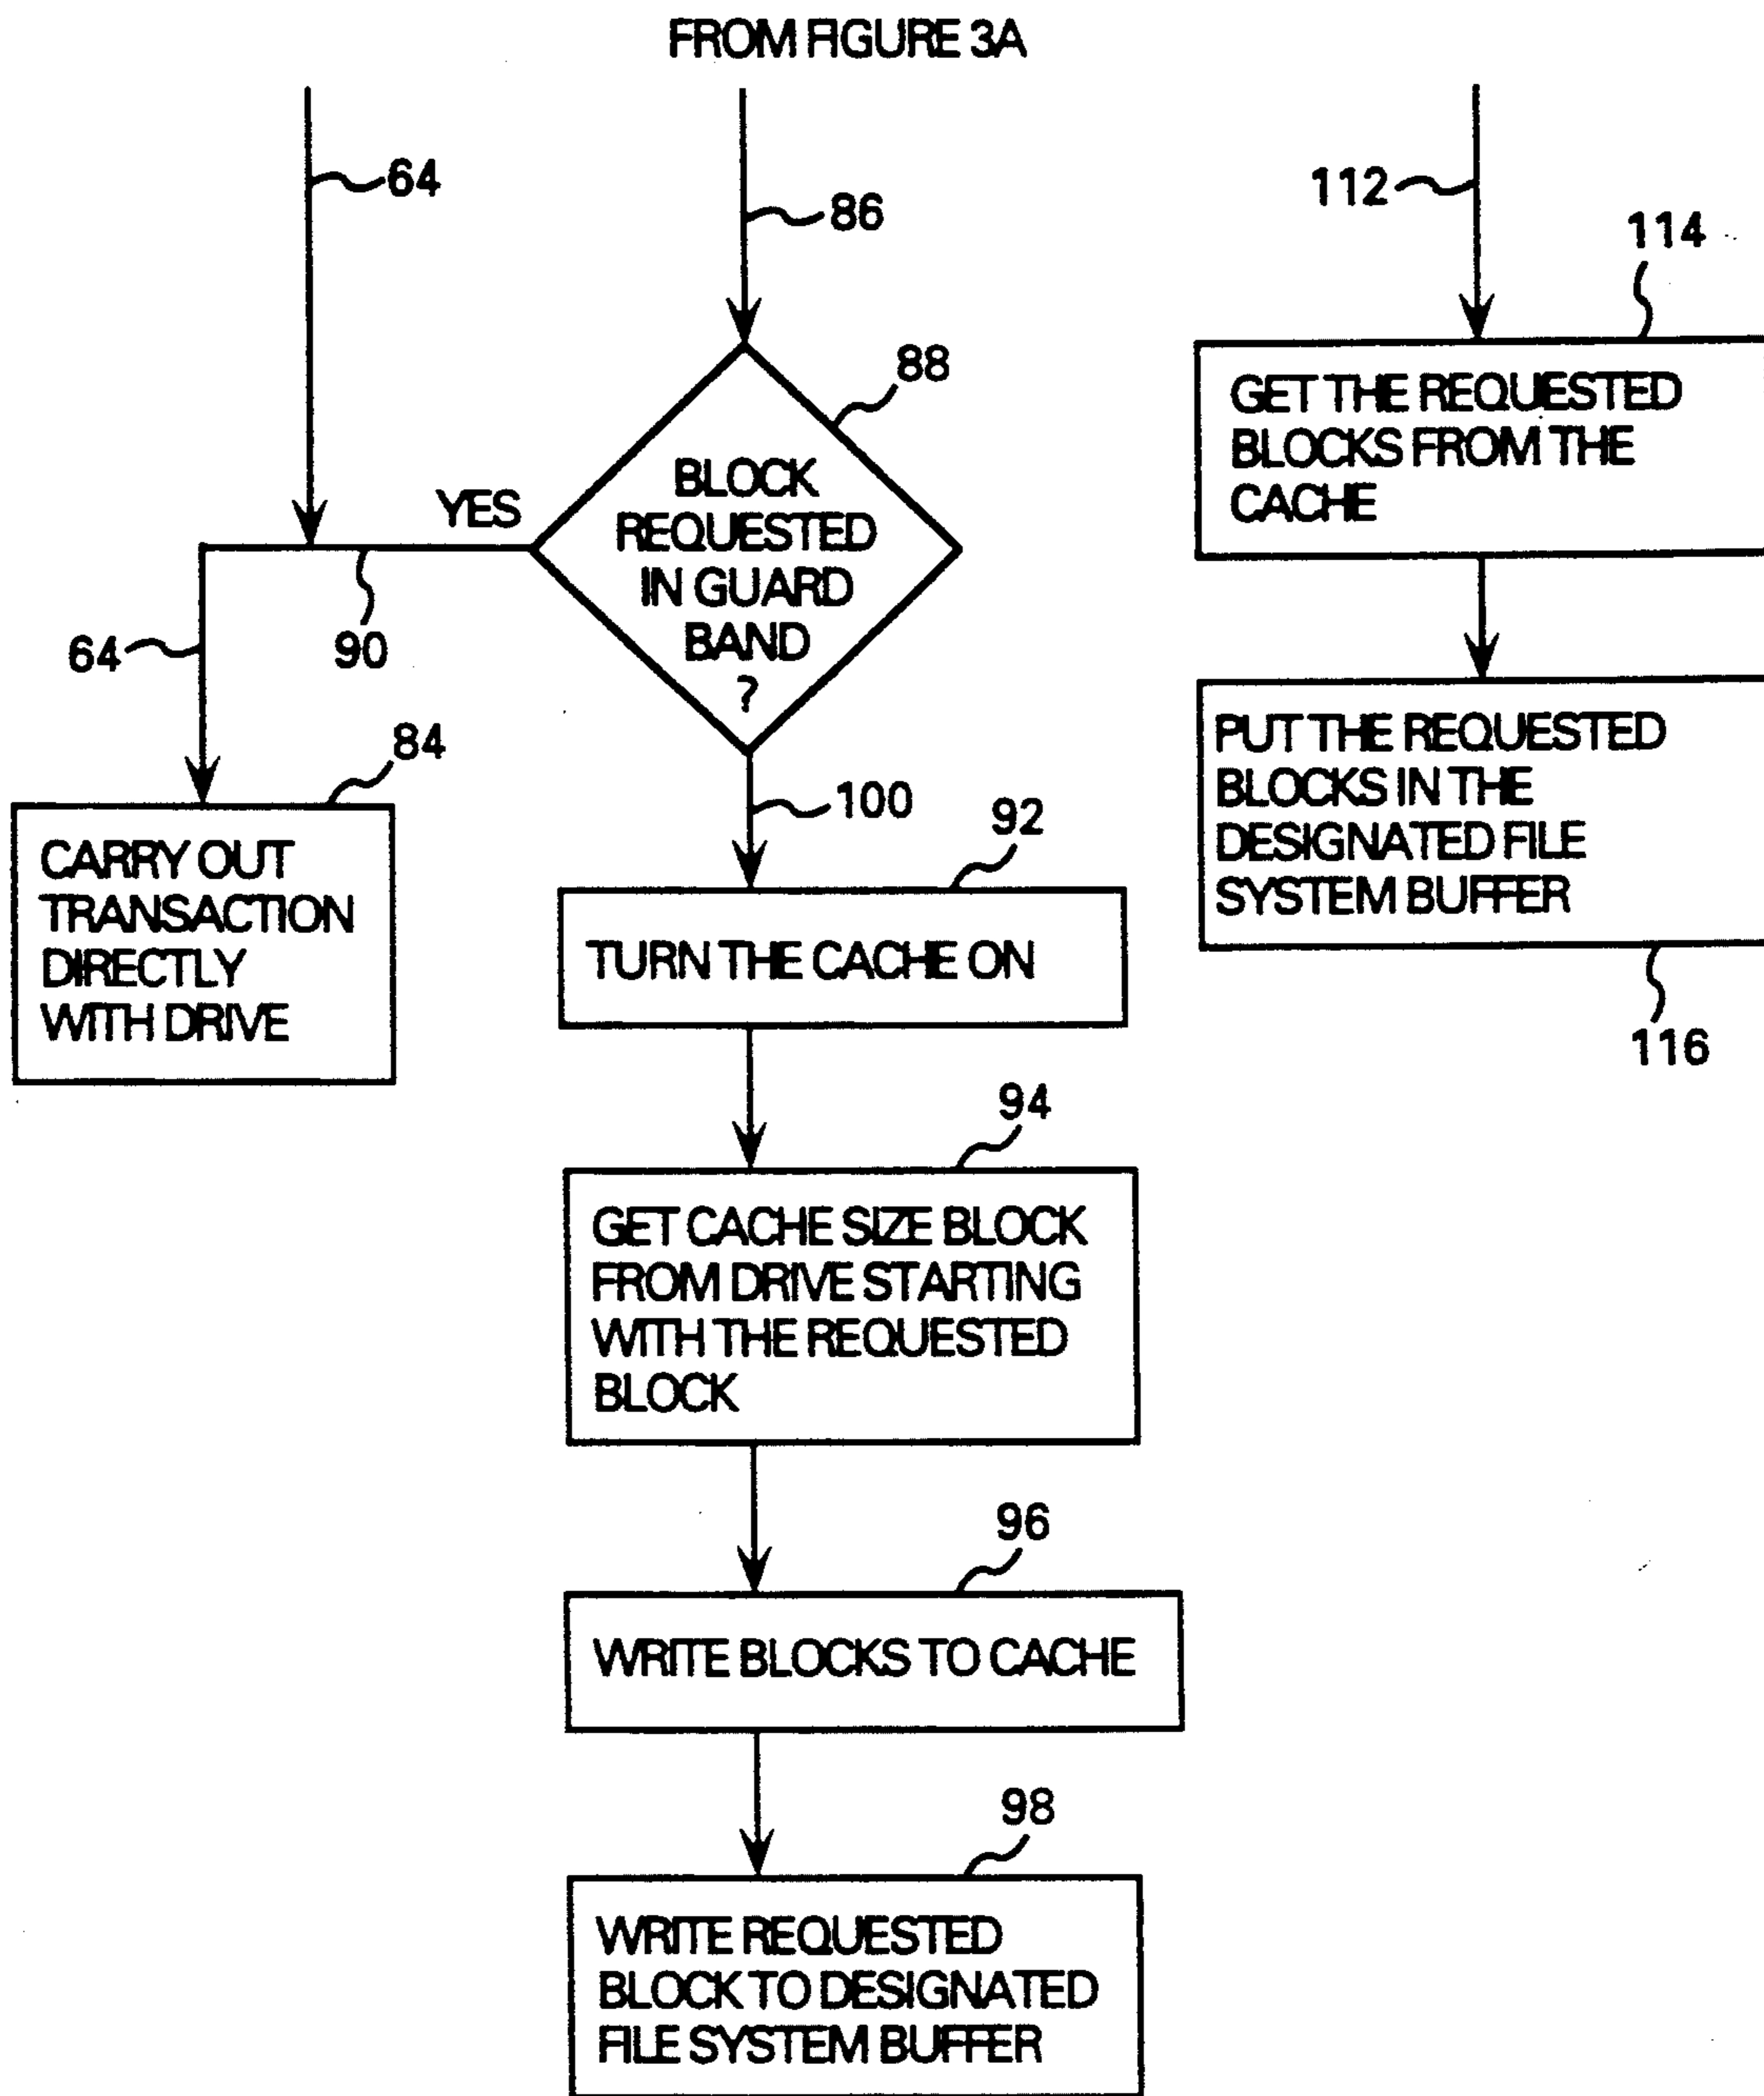 FROM FIGURE 3A
64
86
112
114
88
GET THE REQUESTED
BLOCKS FROM THE
CACHE
YES
BLOCK
REQUESTED
IN GUARD
BAND
?
64
90
84
CARRY OUT
TRANSACTION
DIRECTLY
WITH DRIVE
100
92
PUT THE REQUESTED
BLOCKS IN THE
DESIGNATED FILE
SYSTEM BUFFER
116
TURN THE CACHE ON
94
GET CACHE SIZE BLOCK
FROM DRIVE STARTING
WITH THE REQUESTED
BLOCK
96
WRITE BLOCKS TO CACHE
98
WRITE REQUESTED
BLOCK TO DESIGNATED
FILE SYSTEM BUFFER